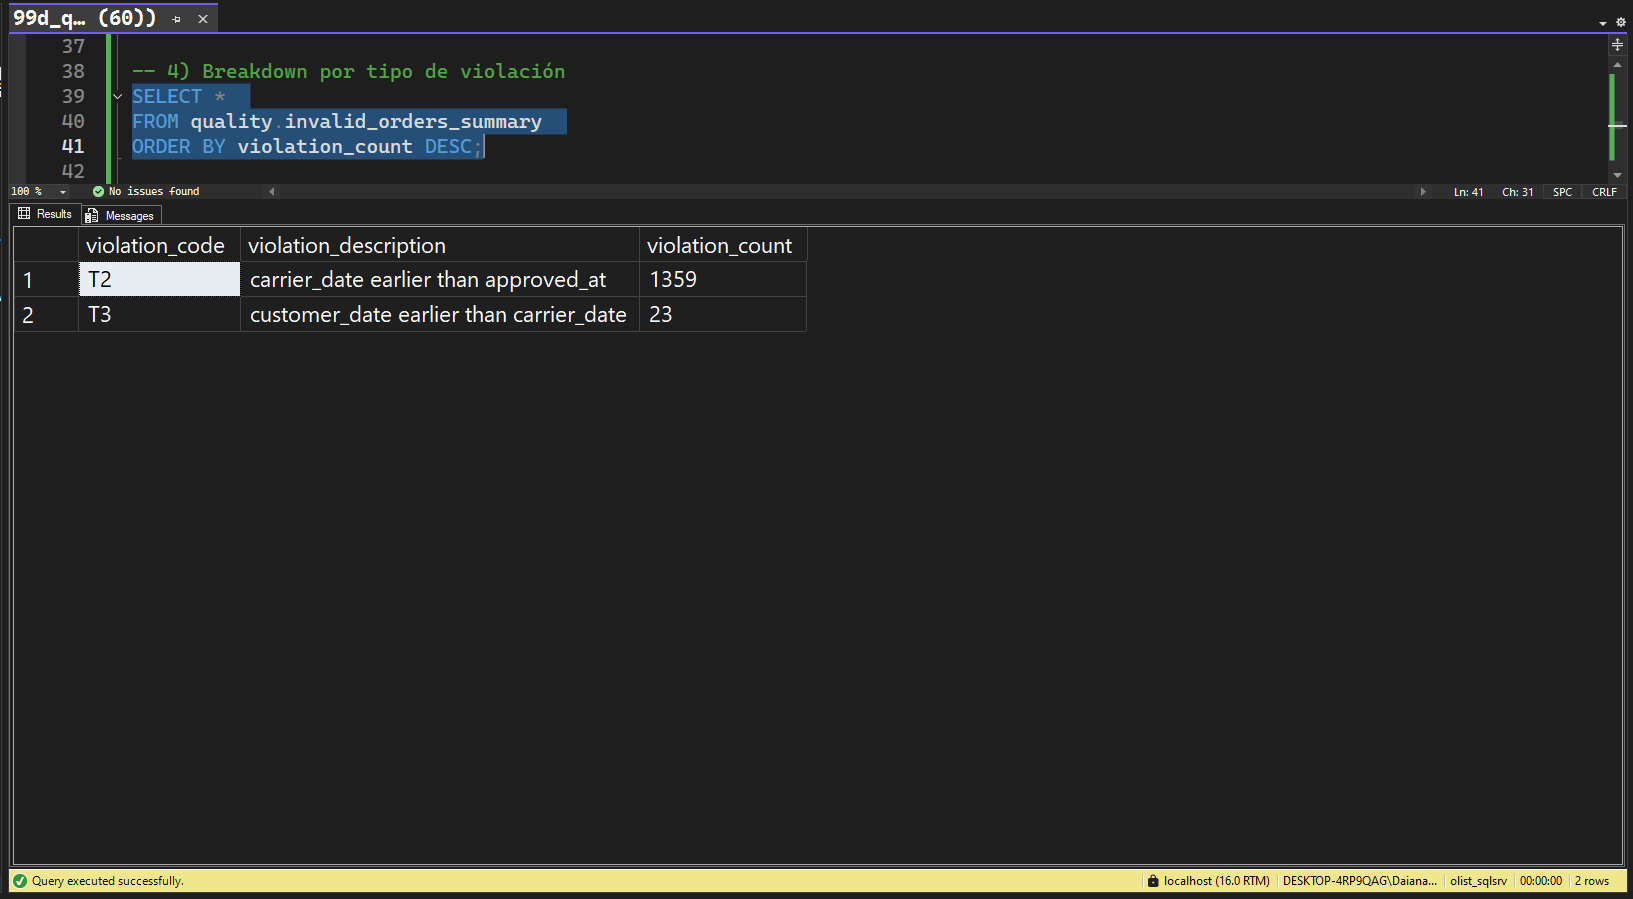 99d_q... (60))
37
38 -- 4) Breakdown por tipo de violación
39 SELECT *
40 FROM quality.invalid_orders_summary
41 ORDER BY violation_count DESC;
42
100 % No issues found Ln: 41 Ch: 31 SPC CRLF
Results Messages
violation_code violation_description violation_count
1 T2 carrier_date earlier than approved_at 1359
2 T3 customer_date earlier than carrier_date 23
Query executed successfully. localhost (16.0 RTM) DESKTOP-4RP9QAG\Daiana... olist_sqlsrv 00:00:00 2 rows